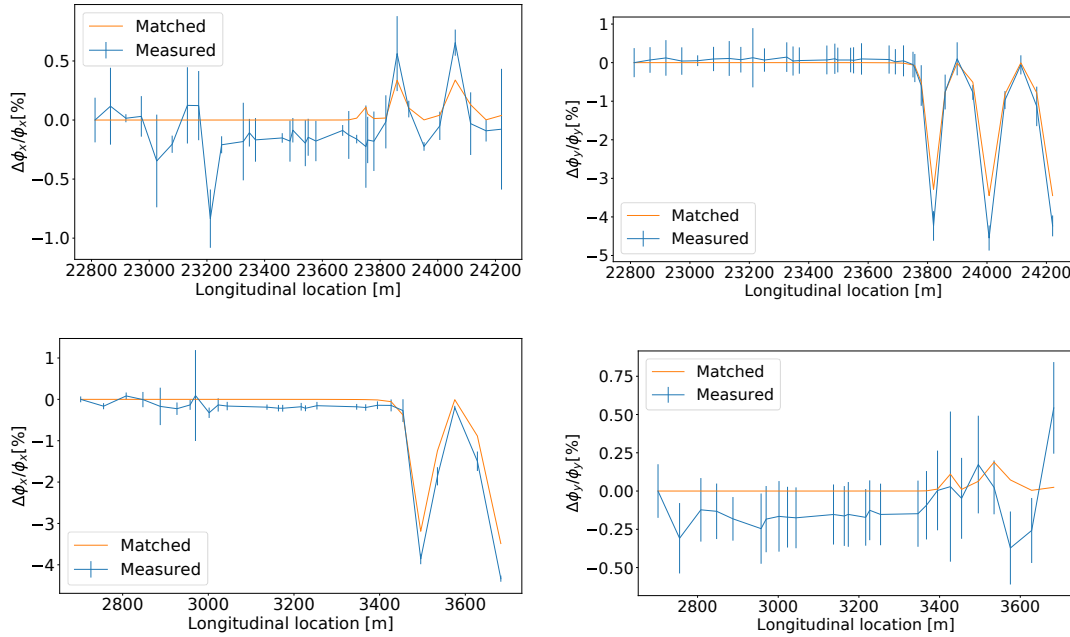 Matched
Measured
0.5
0.0
−0.5
−1.0
Δϕx/ϕx[%]
22800 23000 23200 23400 23600 23800 24000 24200
Longitudinal location [m]
1
0
−1
−2
−3
−4
−5
Δϕy/ϕy[%]
Matched
Measured
22800 23000 23200 23400 23600 23800 24000 24200
Longitudinal location [m]
1
0
−1
−2
−3
−4
Δϕx/ϕx[%]
Matched
Measured
2800 3000 3200 3400 3600
Longitudinal location [m]
Matched
Measured
0.75
0.50
0.25
0.00
−0.25
−0.50
Δϕy/ϕy[%]
2800 3000 3200 3400 3600
Longitudinal location [m]